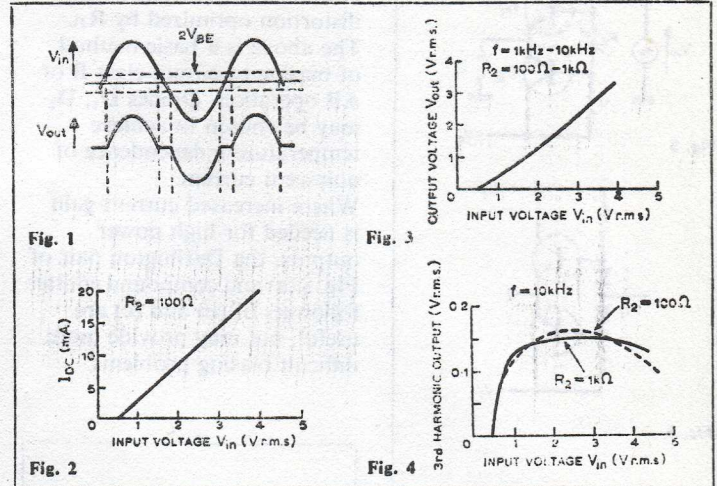 2VBE
Vin
Vout
Fig. 1
f=1kHz-10kHz
R2=100Ω-1kΩ
OUTPUT VOLTAGE Vout (Vr.m.s)
4
3
2
1
0
0 1 2 3 4 5
INPUT VOLTAGE Vin (Vr.m.s)
Fig. 3
R2=100Ω
IDC (mA)
20
15
10
5
0
0 1 2 3 4 5
INPUT VOLTAGE Vin (Vr.m.s)
Fig. 2
f=10kHz
R2=100Ω
R2=1kΩ
3rd HARMONIC OUTPUT (Vr.m.s)
0.2
0.1
0
1 2 3 4 5
INPUT VOLTAGE Vin (Vr.m.s)
Fig. 4